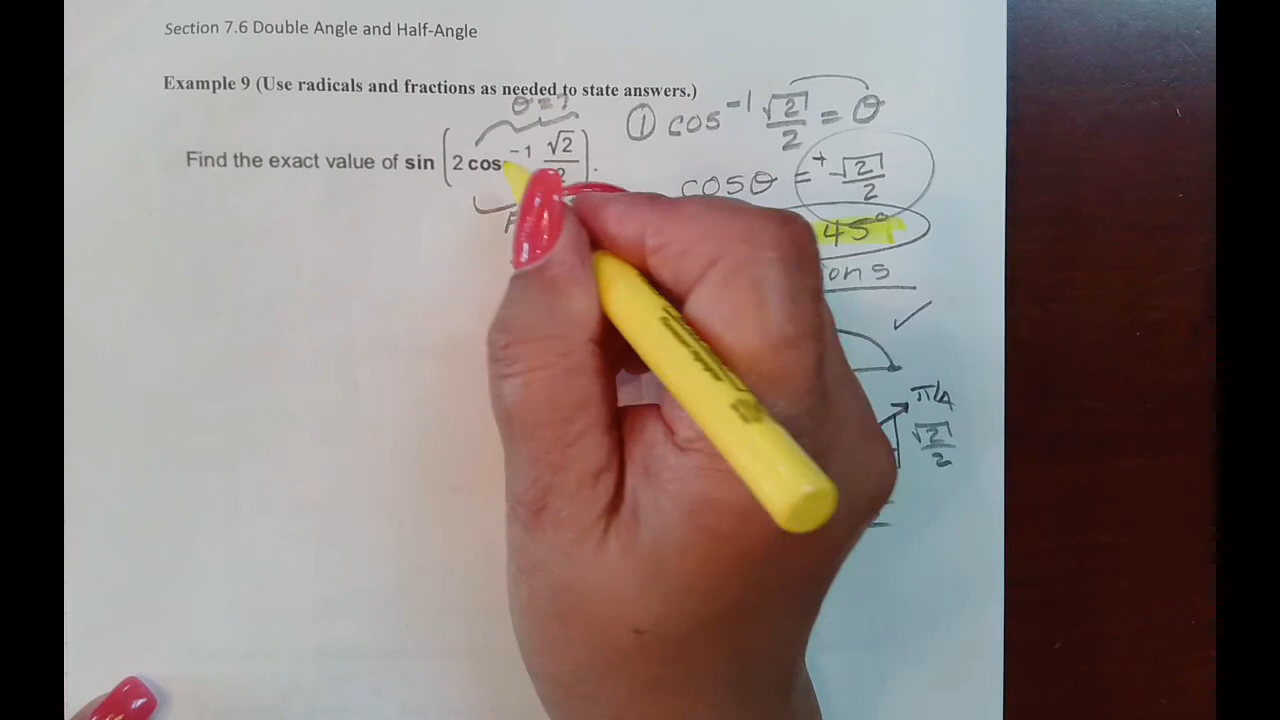 Section 7.6 Double Angle and Half-Angle
Example 9 (Use radicals and fractions as needed to state answers.)
θ = ?
Find the exact value of sin (2 cos⁻¹ √2/2).
① cos⁻¹ √2/2 = θ
cosθ = +√2/2
45°
ons
π/4
√2/2